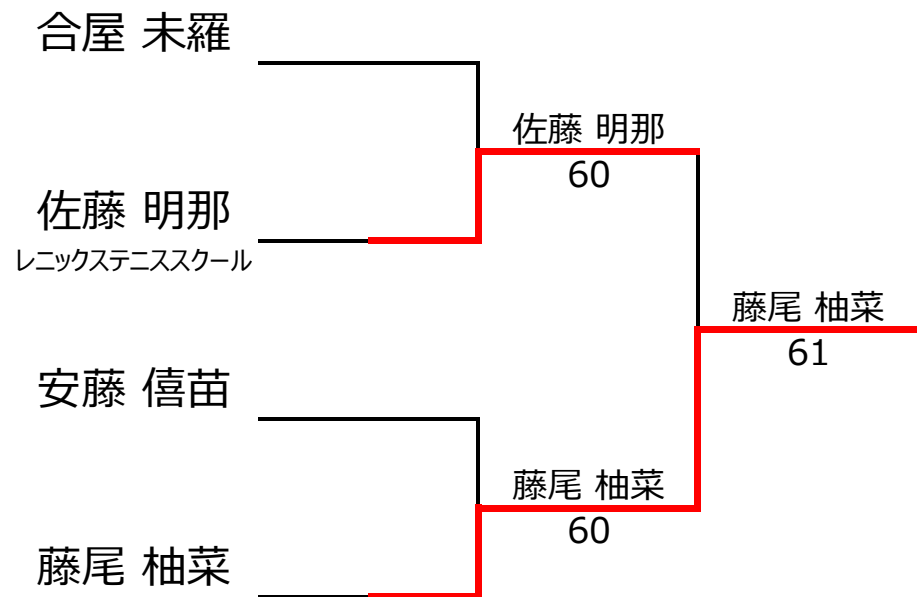 合屋 未羅
佐藤 明那
60
佐藤 明那
レニックステニススクール
藤尾 柚菜
61
安藤 僖苗
藤尾 柚菜
60
藤尾 柚菜